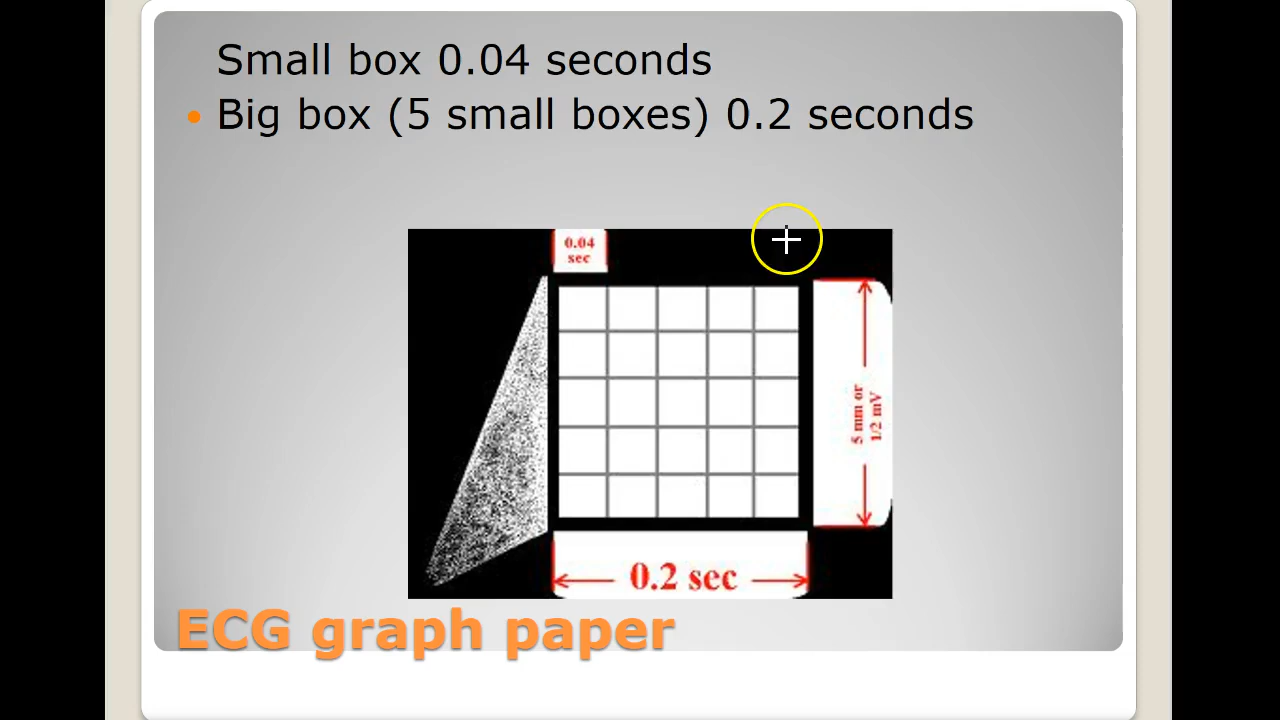 Small box 0.04 seconds
Big box (5 small boxes) 0.2 seconds
0.04
sec
5 mm or
1/2 mV
0.2 sec
ECG graph paper